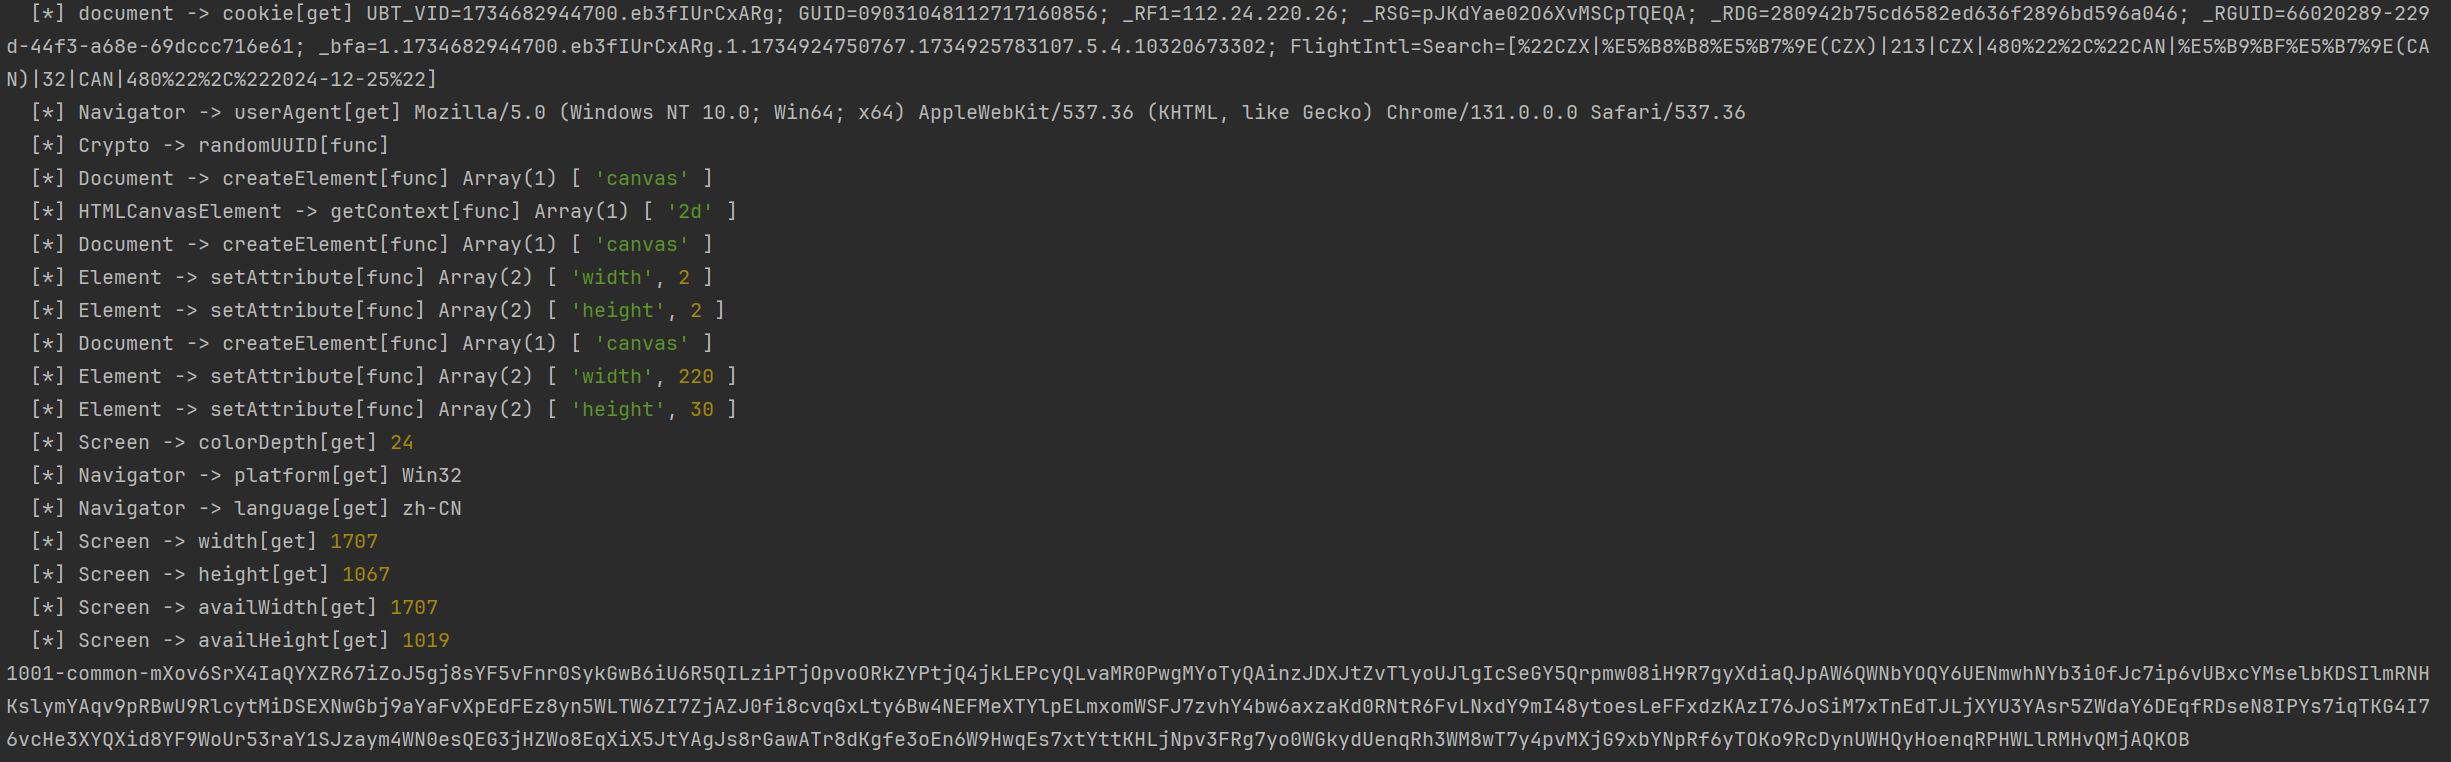 [*] document -> cookie[get] UBT_VID=1734682944700.eb3fIUrCxARg; GUID=09031048112717160856; _RF1=112.24.220.26; _RSG=pJKdYae02O6XvMSCpTQEQA; _RDG=280942b75cd6582ed636f2896bd596a046; _RGUID=66020289-229
d-44f3-a68e-69dccc716e61; _bfa=1.1734682944700.eb3fIUrCxARg.1.1734924750767.1734925783107.5.4.10320673302; FlightIntl=Search=[%22CZX|%E5%B8%B8%E5%B7%9E(CZX)|213|CZX|480%22%2C%22CAN|%E5%B9%BF%E5%B7%9E(CA
N)|32|CAN|480%22%2C%222024-12-25%22]
[*] Navigator -> userAgent[get] Mozilla/5.0 (Windows NT 10.0; Win64; x64) AppleWebKit/537.36 (KHTML, like Gecko) Chrome/131.0.0.0 Safari/537.36
[*] Crypto -> randomUUID[func]
[*] Document -> createElement[func] Array(1) [ 'canvas' ]
[*] HTMLCanvasElement -> getContext[func] Array(1) [ '2d' ]
[*] Document -> createElement[func] Array(1) [ 'canvas' ]
[*] Element -> setAttribute[func] Array(2) [ 'width', 2 ]
[*] Element -> setAttribute[func] Array(2) [ 'height', 2 ]
[*] Document -> createElement[func] Array(1) [ 'canvas' ]
[*] Element -> setAttribute[func] Array(2) [ 'width', 220 ]
[*] Element -> setAttribute[func] Array(2) [ 'height', 30 ]
[*] Screen -> colorDepth[get] 24
[*] Navigator -> platform[get] Win32
[*] Navigator -> language[get] zh-CN
[*] Screen -> width[get] 1707
[*] Screen -> height[get] 1067
[*] Screen -> availWidth[get] 1707
[*] Screen -> availHeight[get] 1019
1001-common-mXov6SrX4IaQYXZR67iZoJ5gj8sYF5vFnr0SykGwB6iU6R5QILziPTjOpvoORkZYPtjQ4jkLEPcyQLvaMR0PwgMYoTyQAinzJDXJtZvTlyoUJlgIcSeGY5Qrpmw08iH9R7gyXdiaQJpAW6QWNbYOQY6UENmwhNYb3i0fJc7ip6vUBxcYMselbKDSIlmRNH
KslymYAqv9pRBwU9RlcytMiDSEXNwGbj9aYaFvXpEdFEz8yn5WLTW6ZI7ZjAZJ0fi8cvqGxLty6Bw4NEFMeXTYlpELmxomWSFJ7zvhY4bw6axzaKd0RNtR6FvLNxdY9mI48ytoesLeFFxdzKAzI76JoSiM7xTnEdTJLjXYU3YAsr5ZWdaY6DEqfRDseN8IPYs7iqTKG4I7
6vcHe3XYQXid8YF9WoUr53raY1SJzaym4WN0esQEG3jHZWo8EqXiX5JtYAgJs8rGawATr8dKgfe3oEn6W9HwqEs7xtYttKHLjNpv3FRg7yo0WGkydUenqRh3WM8wT7y4pvMXjG9xbYNpRf6yTOKo9RcDynUWHQyHoenqRPHWLlRMHvQMjAQKOB